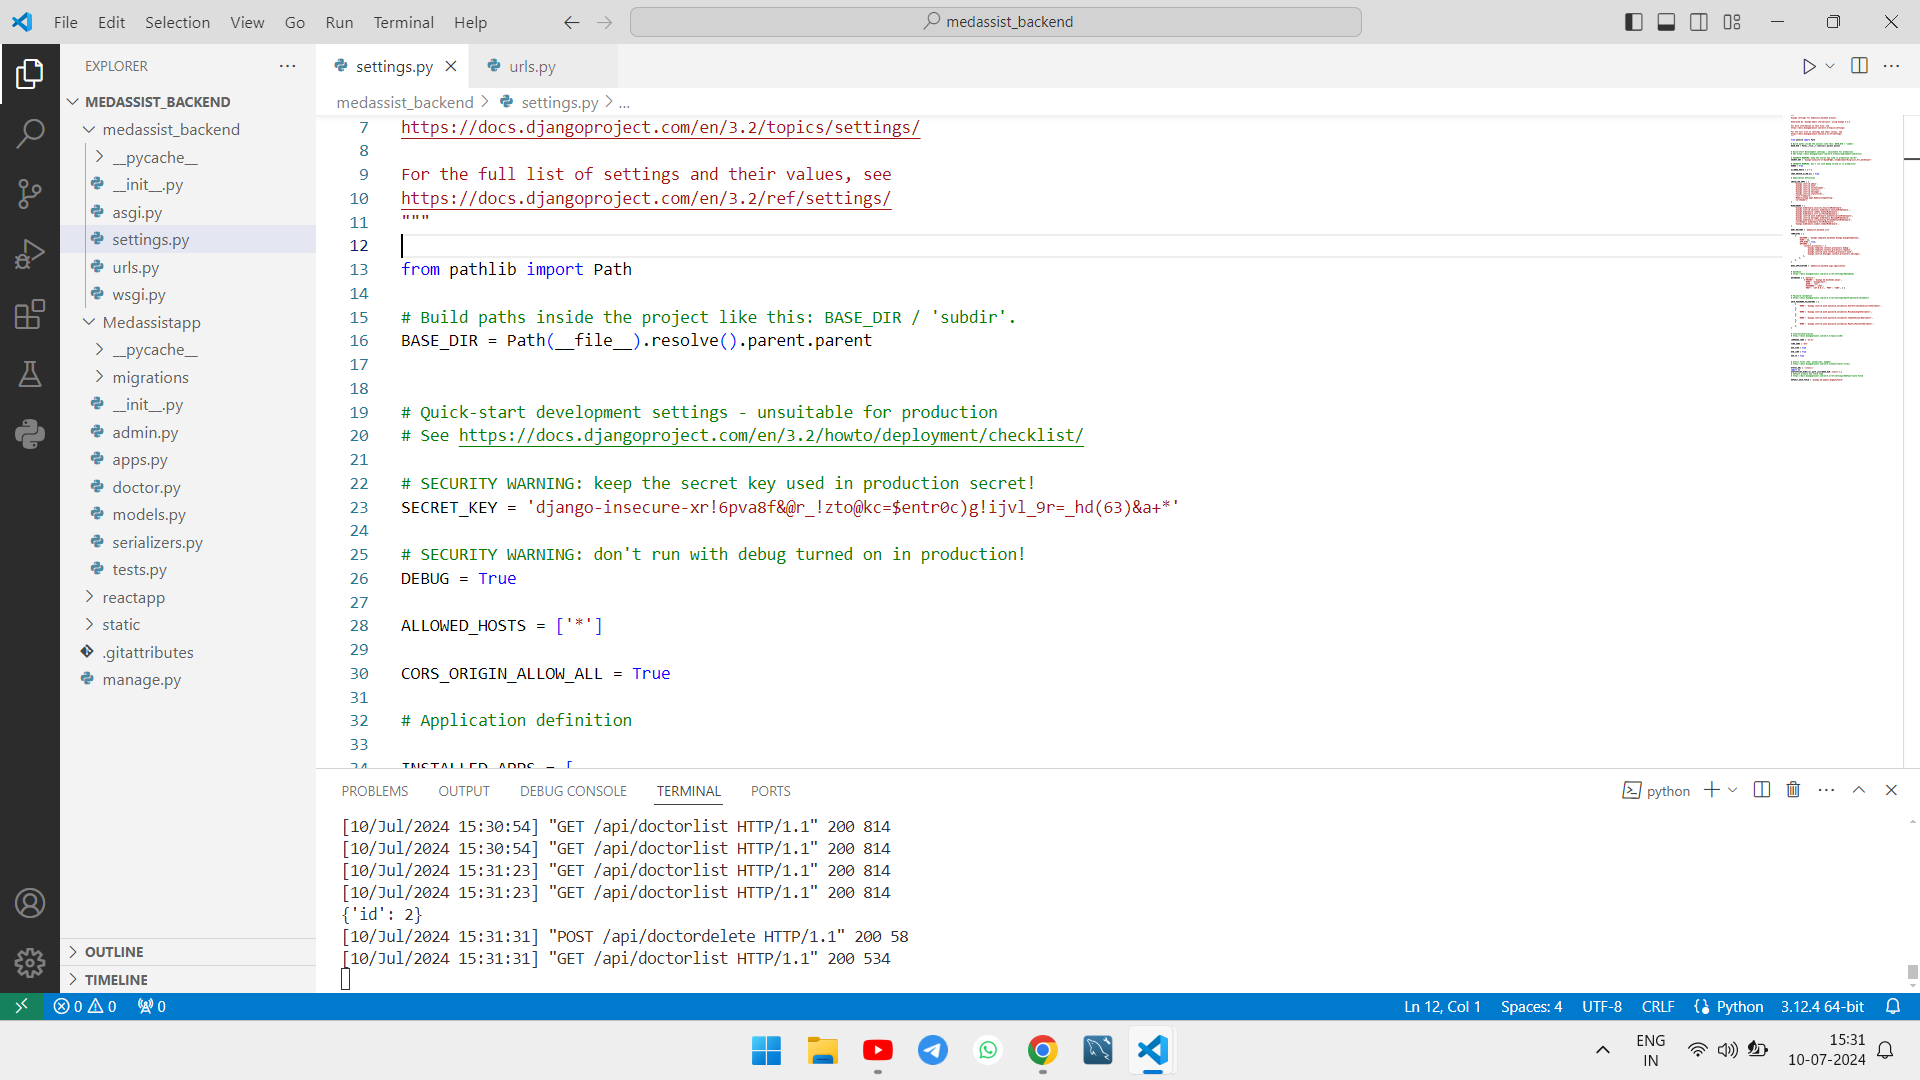 File Edit Selection View Go Run Terminal Help
medassist_backend
EXPLORER
MEDASSIST_BACKEND
medassist_backend
__pycache__
__init__.py
asgi.py
settings.py
urls.py
wsgi.py
Medassistapp
__pycache__
migrations
__init__.py
admin.py
apps.py
doctor.py
models.py
serializers.py
tests.py
reactapp
static
.gitattributes
manage.py
OUTLINE
TIMELINE
settings.py
urls.py
medassist_backend > settings.py > ...
7 https://docs.djangoproject.com/en/3.2/topics/settings/
8
9 For the full list of settings and their values, see
10 https://docs.djangoproject.com/en/3.2/ref/settings/
11 """
12
13 from pathlib import Path
14
15 # Build paths inside the project like this: BASE_DIR / 'subdir'.
16 BASE_DIR = Path(__file__).resolve().parent.parent
17
18
19 # Quick-start development settings - unsuitable for production
20 # See https://docs.djangoproject.com/en/3.2/howto/deployment/checklist/
21
22 # SECURITY WARNING: keep the secret key used in production secret!
23 SECRET_KEY = 'django-insecure-xr!6pva8f&@r_!zto@kc=$entr0c)g!ijvl_9r=_hd(63)&a+*'
24
25 # SECURITY WARNING: don't run with debug turned on in production!
26 DEBUG = True
27
28 ALLOWED_HOSTS = ['*']
29
30 CORS_ORIGIN_ALLOW_ALL = True
31
32 # Application definition
33
34 INSTALLED_APPS = [
PROBLEMS OUTPUT DEBUG CONSOLE TERMINAL PORTS
python
[10/Jul/2024 15:30:54] "GET /api/doctorlist HTTP/1.1" 200 814
[10/Jul/2024 15:30:54] "GET /api/doctorlist HTTP/1.1" 200 814
[10/Jul/2024 15:31:23] "GET /api/doctorlist HTTP/1.1" 200 814
[10/Jul/2024 15:31:23] "GET /api/doctorlist HTTP/1.1" 200 814
{'id': 2}
[10/Jul/2024 15:31:31] "POST /api/doctordelete HTTP/1.1" 200 58
[10/Jul/2024 15:31:31] "GET /api/doctorlist HTTP/1.1" 200 534
0 0 0
Ln 12, Col 1 Spaces: 4 UTF-8 CRLF Python 3.12.4 64-bit
ENG
IN
15:31
10-07-2024